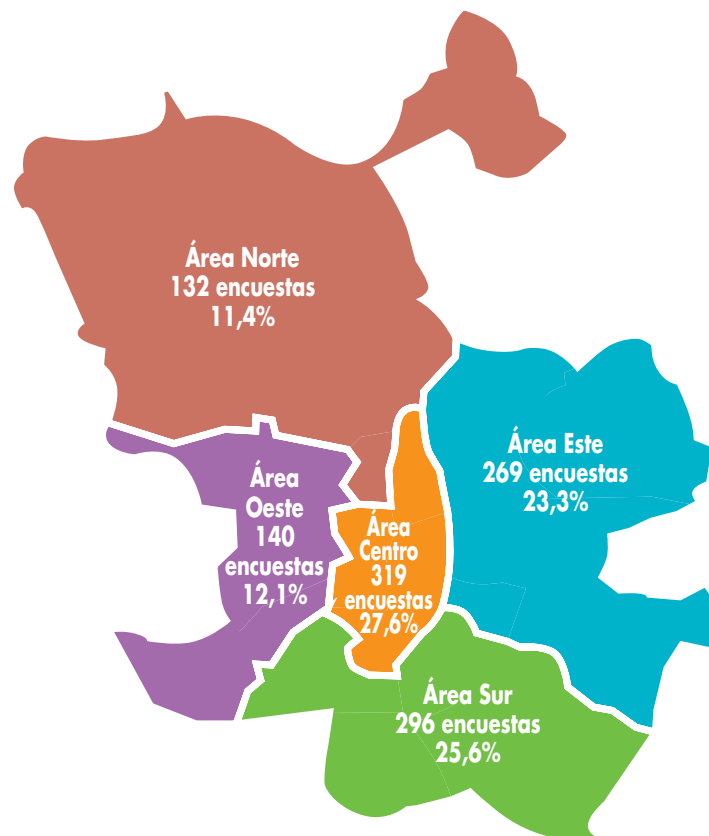 Área Norte
132 encuestas
11,4%
Área Este
269 encuestas
23,3%
Área
Oeste
140
encuestas
12,1%
Área
Centro
319
encuestas
27,6%
Área Sur
296 encuestas
25,6%